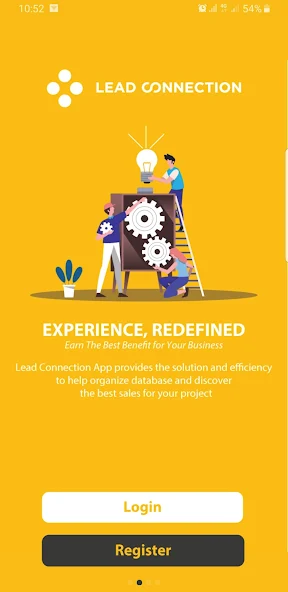 10:52
54%
LEAD CONNECTION
EXPERIENCE, REDEFINED
Earn The Best Benefit for Your Business
Lead Connection App provides the solution and efficiency
to help organize database and discover
the best sales for your project
Login
Register